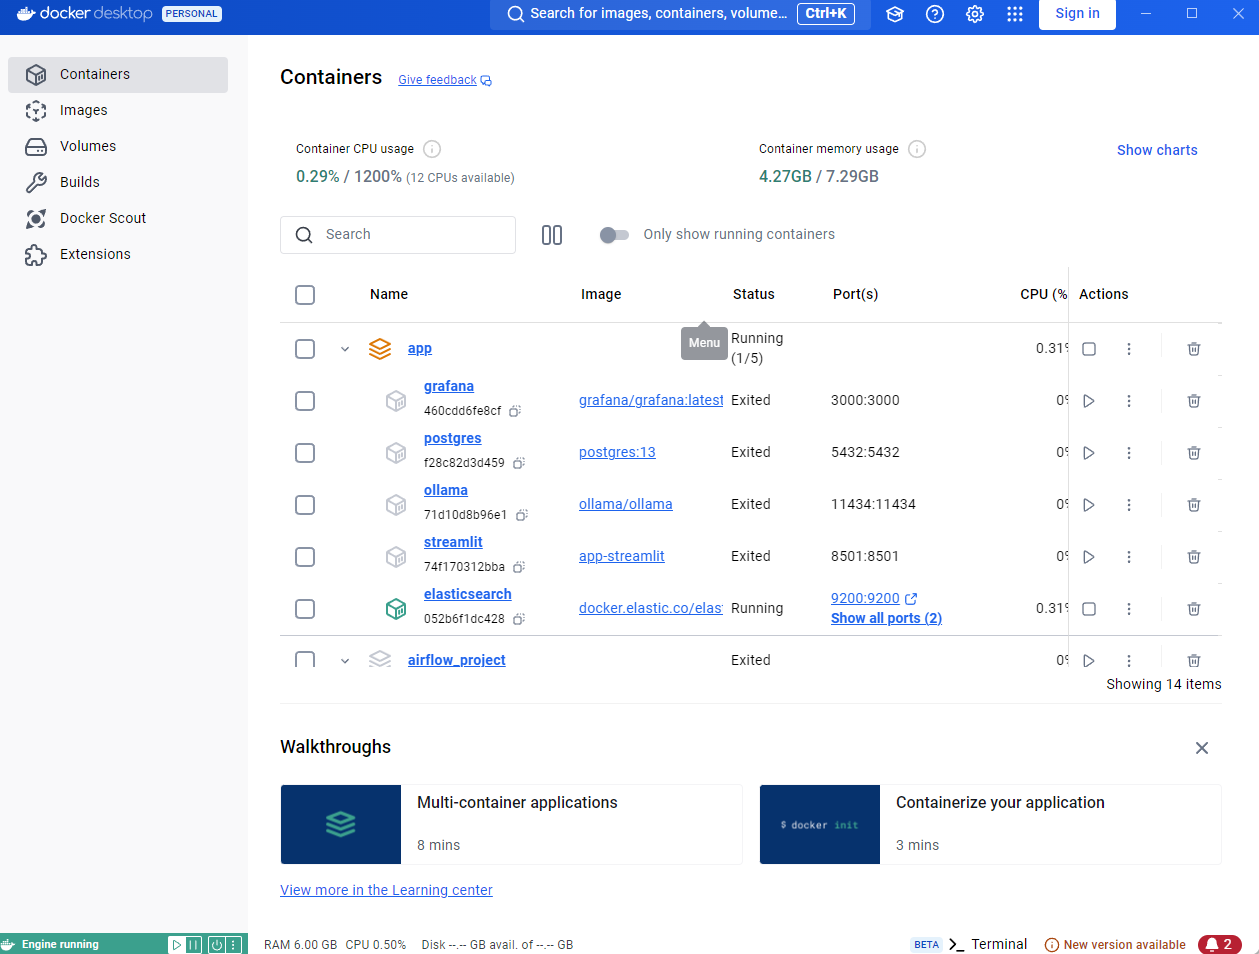 docker desktop PERSONAL
Search for images, containers, volume... Ctrl+K
Sign in
Containers
Images
Volumes
Builds
Docker Scout
Extensions
Containers Give feedback
Container CPU usage
0.29% / 1200% (12 CPUs available)
Container memory usage
4.27GB / 7.29GB
Show charts
Search
Only show running containers
Name Image Status Port(s) CPU (% Actions
Menu
app Running (1/5) 0.31%
grafana
460cdd6fe8cf grafana/grafana:latest Exited 3000:3000 0%
postgres
f28c82d3d459 postgres:13 Exited 5432:5432 0%
ollama
71d10d8b96e1 ollama/ollama Exited 11434:11434 0%
streamlit
74f170312bba app-streamlit Exited 8501:8501 0%
elasticsearch
052b6f1dc428 docker.elastic.co/elas Running 9200:9200 0.31%
Show all ports (2)
airflow_project Exited 0%
Showing 14 items
Walkthroughs
Multi-container applications
8 mins
$ docker init
Containerize your application
3 mins
View more in the Learning center
Engine running
RAM 6.00 GB CPU 0.50% Disk --.-- GB avail. of --.-- GB
BETA Terminal
New version available
2